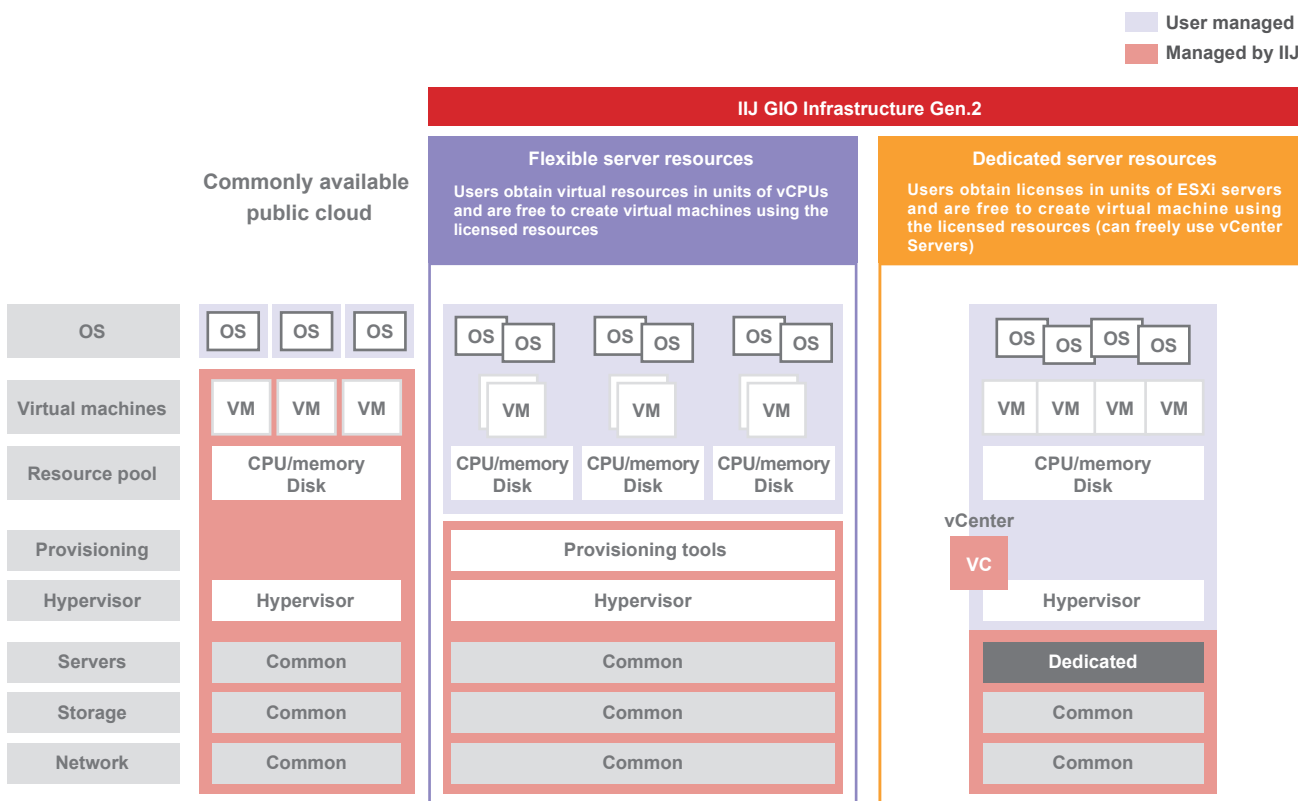 User managed
Managed by IIJ
IIJ GIO Infrastructure Gen.2
Commonly available
public cloud
Flexible server resources
Users obtain virtual resources in units of vCPUs
and are free to create virtual machines using the
licensed resources
Dedicated server resources
Users obtain licenses in units of ESXi servers
and are free to create virtual machine using
the licensed resources (can freely use vCenter
Servers)
OS
OS OS OS
OS OS OS OS OS OS
OS OS OS OS
Virtual machines
VM VM VM
VM VM VM
VM VM VM VM
Resource pool
CPU/memory
Disk
CPU/memory
Disk
CPU/memory
Disk
CPU/memory
Disk
CPU/memory
Disk
vCenter
VC
Provisioning
Provisioning tools
Hypervisor
Hypervisor
Hypervisor
Hypervisor
Servers
Common
Common
Dedicated
Storage
Common
Common
Common
Network
Common
Common
Common